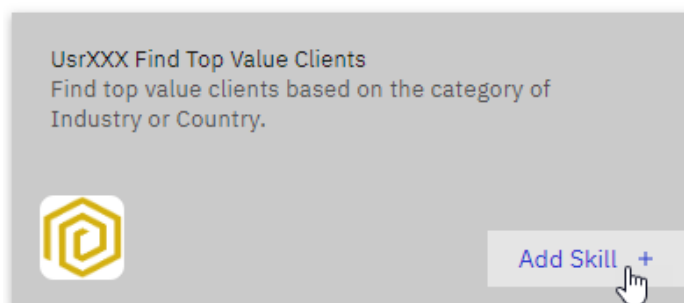 UsrXXX Find Top Value Clients
Find top value clients based on the category of
Industry or Country.
Add Skill +